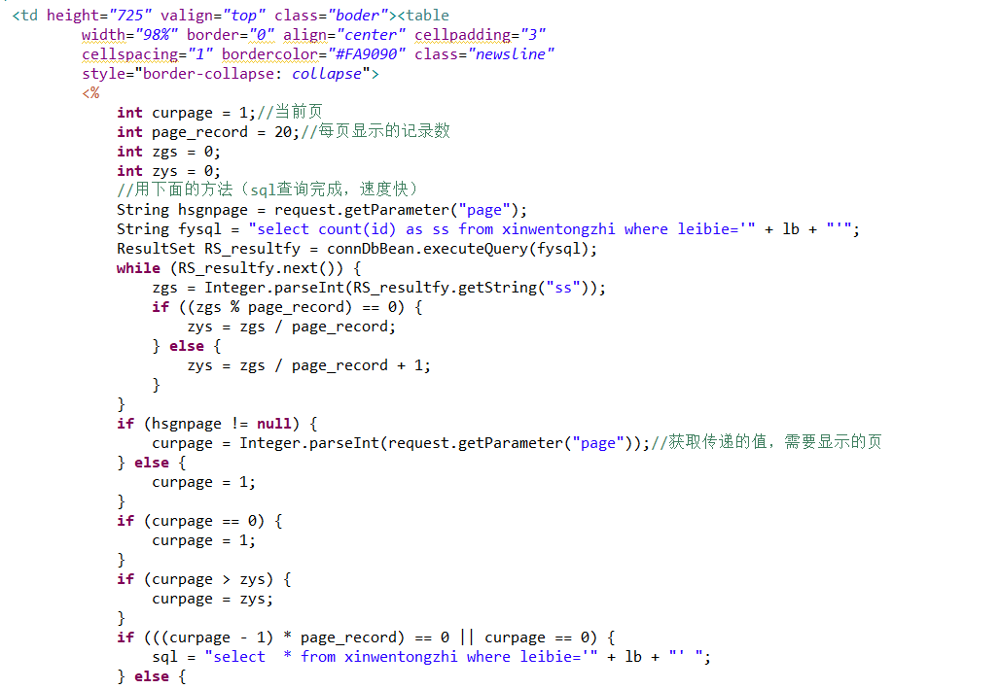 <td height="725" valign="top" class="boder"><table
width="98%" border="0" align="center" cellpadding="3"
cellspacing="1" bordercolor="#FA9090" class="newsline"
style="border-collapse: collapse">
<%
int curpage = 1;//当前页
int page_record = 20;//每页显示的记录数
int zgs = 0;
int zys = 0;
//用下面的方法（sql查询完成，速度快）
String hsgnpage = request.getParameter("page");
String fysql = "select count(id) as ss from xinwentongzhi where leibie='" + lb + "'";
ResultSet RS_resultfy = connDbBean.executeQuery(fysql);
while (RS_resultfy.next()) {
zgs = Integer.parseInt(RS_resultfy.getString("ss"));
if ((zgs % page_record) == 0) {
zys = zgs / page_record;
} else {
zys = zgs / page_record + 1;
}
}
if (hsgnpage != null) {
curpage = Integer.parseInt(request.getParameter("page"));//获取传递的值，需要显示的页
} else {
curpage = 1;
}
if (curpage == 0) {
curpage = 1;
}
if (curpage > zys) {
curpage = zys;
}
if (((curpage - 1) * page_record) == 0 || curpage == 0) {
sql = "select  * from xinwentongzhi where leibie='" + lb + "' ";
} else {